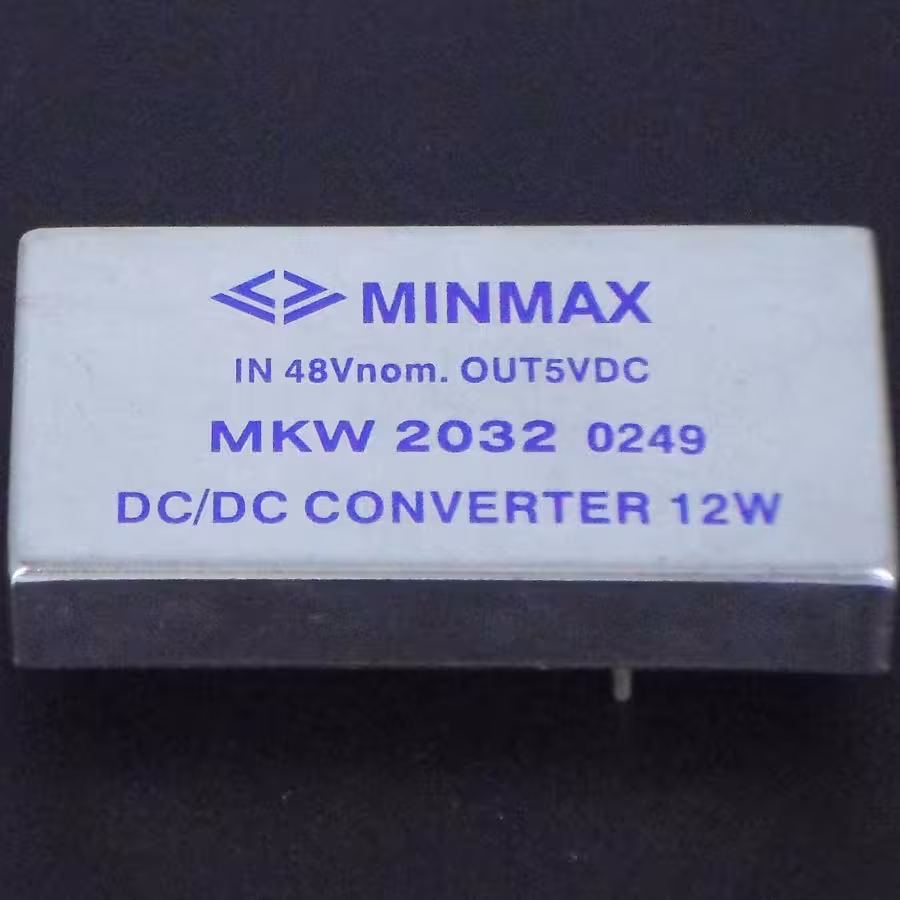 MINMAX
IN 48Vnom. OUT5VDC
MKW 2032 0249
DC/DC CONVERTER 12W